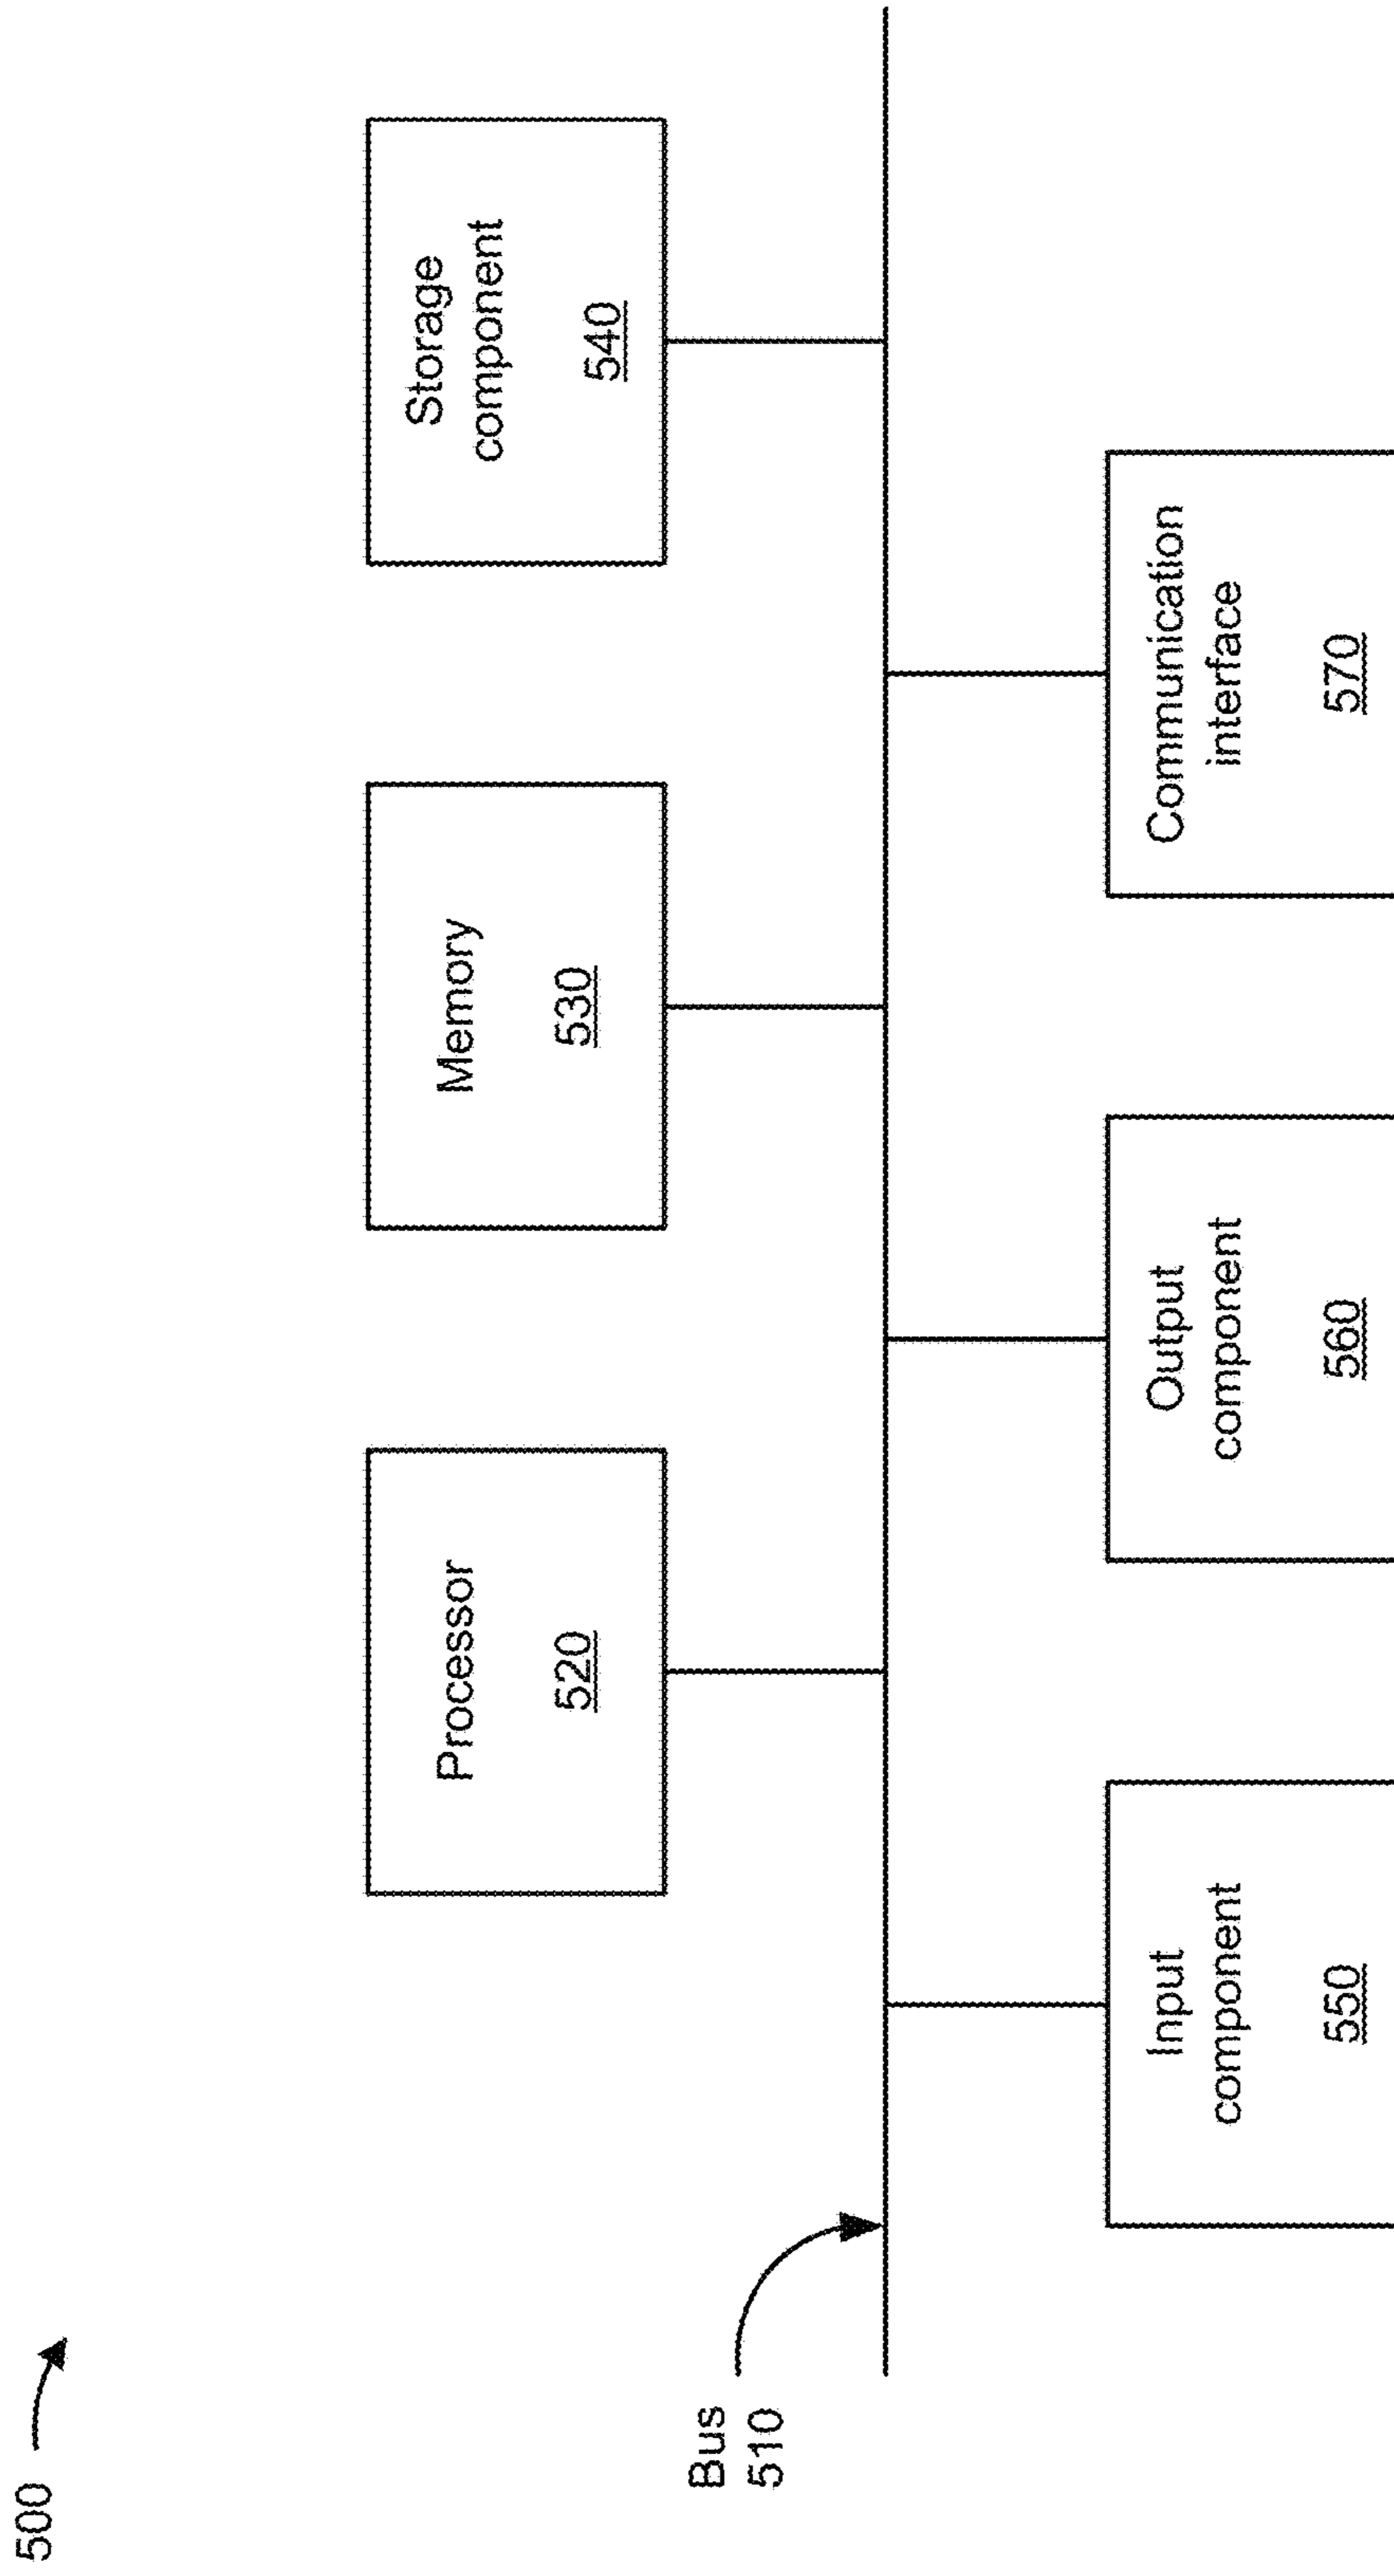 500
Processor
520
Memory
530
Storage
component
540
Bus
510
Input
component
550
Output
component
560
Communication
interface
570